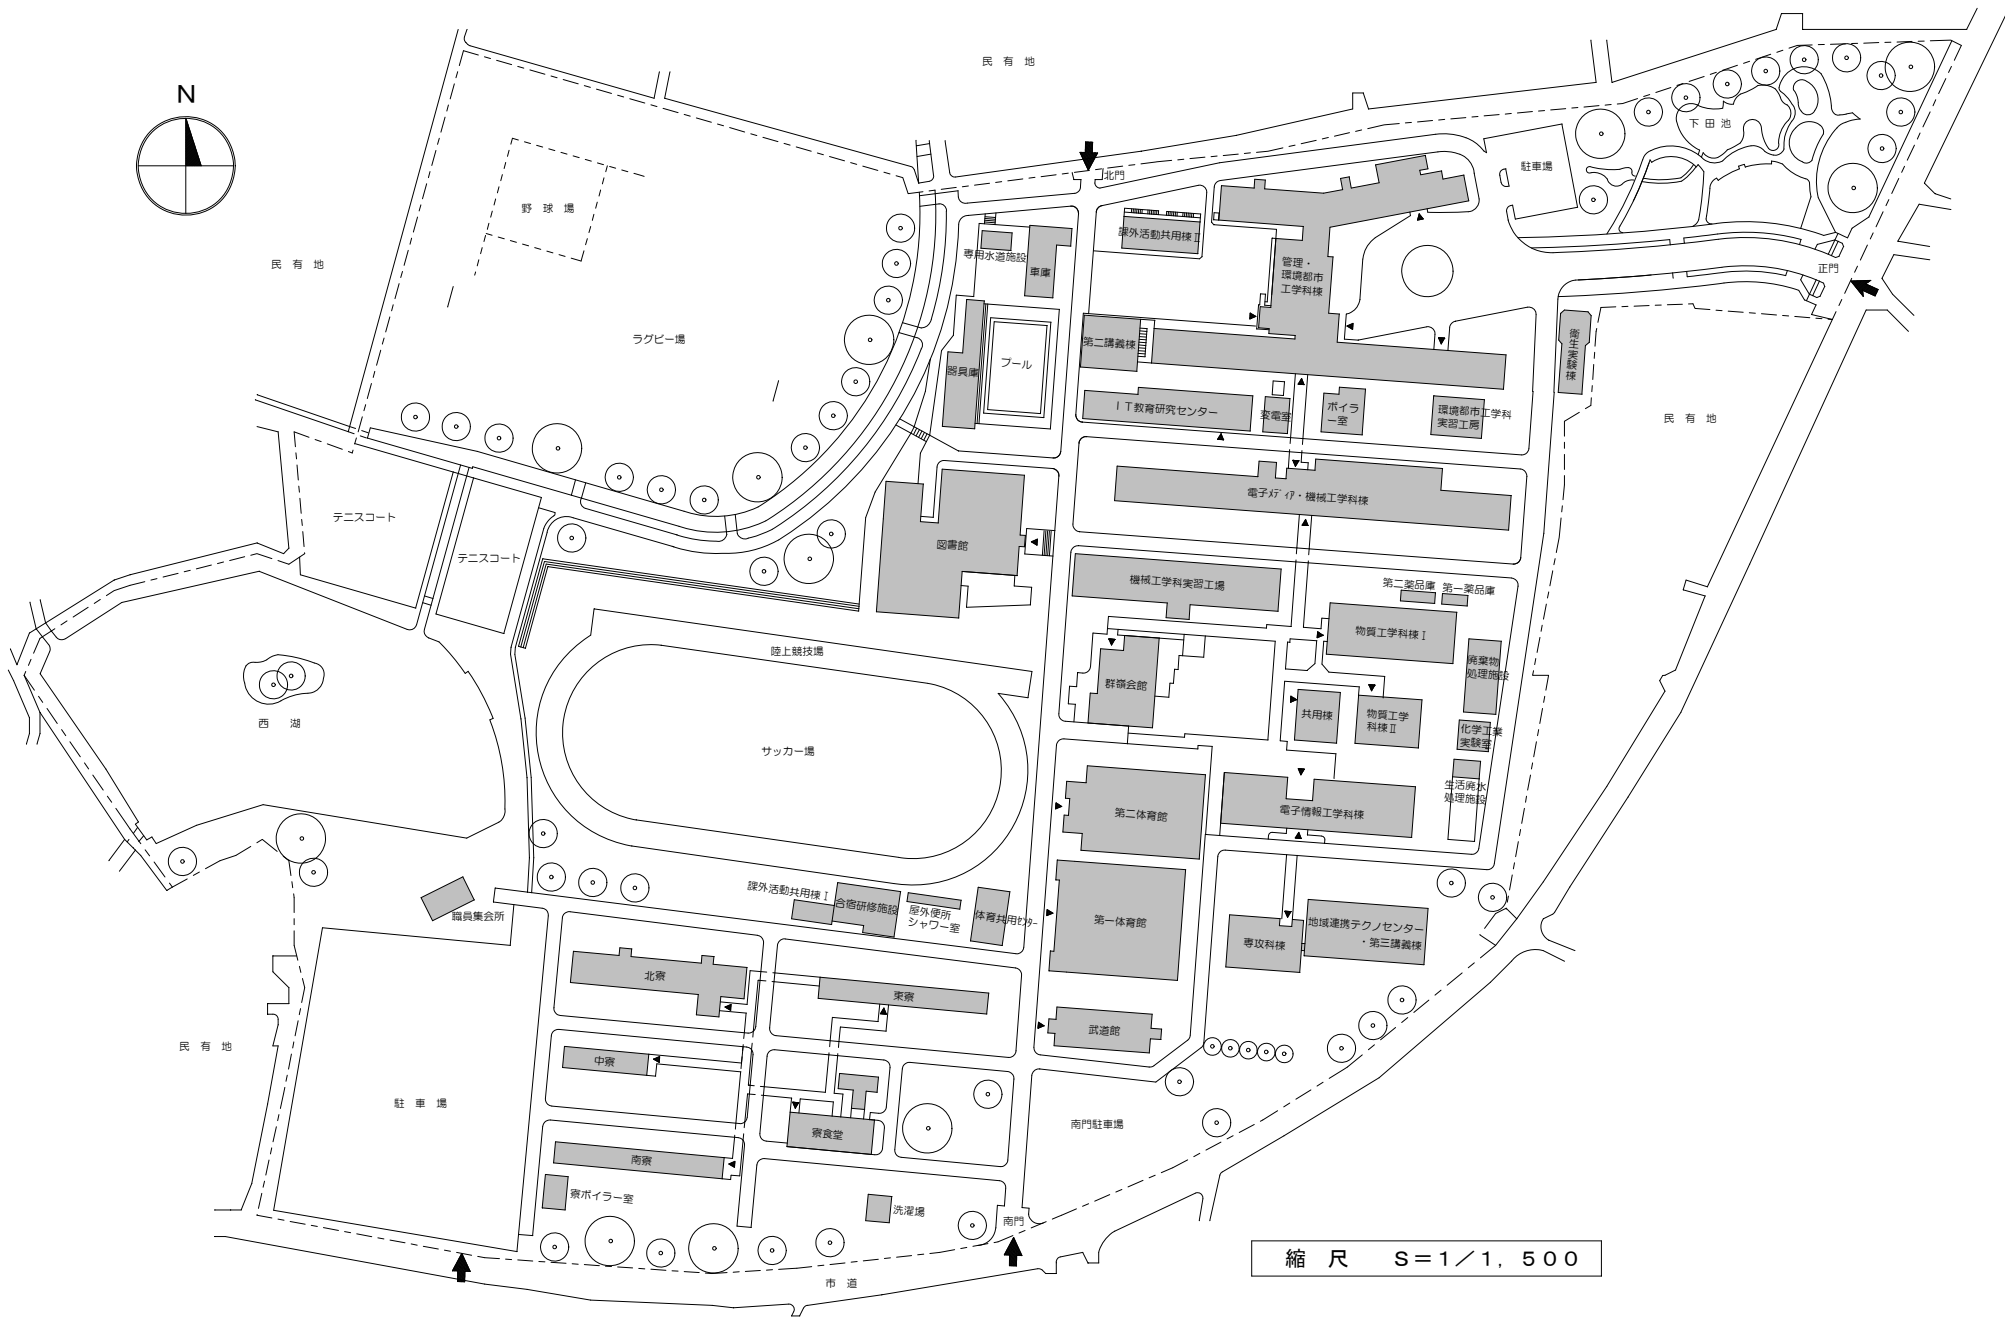 N
民 有 地
北門
下 田 池
駐車場
野 球 場
課外活動共用棟Ⅱ
専用水道施設
車庫
民 有 地
管理・
環境都市
工学科棟
正門
ラグビー場
第二講義棟
衛生実験棟
器具庫
プール
IT教育研究センター
変電室
ボイラ
ー室
環境都市工学科
実習工房
民 有 地
電子ﾒﾃﾞｨｱ・機械工学科棟
テニスコート
テニスコート
図書館
機械工学科実習工場
第二薬品庫
第一薬品庫
物質工学科棟Ⅰ
陸上競技場
廃棄物
処理施設
群嶺会館
西 湖
共用棟
物質工学
科棟Ⅱ
化学工業
実験室
サッカー場
生活廃水
処理施設
第二体育館
電子情報工学科棟
課外活動共用棟Ⅰ
合宿研修施設
屋外便所
シャワー室
体育共用ｾﾝﾀｰ
職員集会所
第一体育館
地域連携テクノセンター
・第三講義棟
専攻科棟
北寮
東寮
武道館
民 有 地
中寮
駐 車 場
南門駐車場
寮食堂
南寮
寮ボイラー室
洗濯場
南門
市 道
縮 尺 S=1/1,500